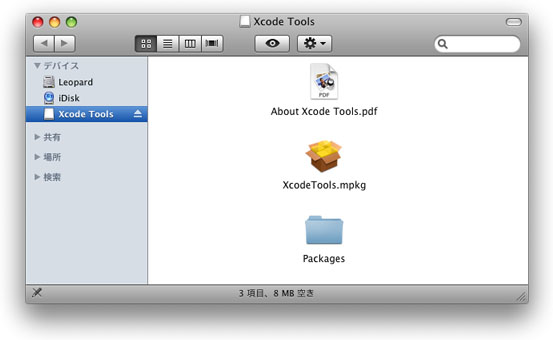 Xcode Tools
デバイス
Leopard
iDisk
Xcode Tools
共有
場所
検索
PDF
About Xcode Tools.pdf
XcodeTools.mpkg
Packages
3 項目、8 MB 空き